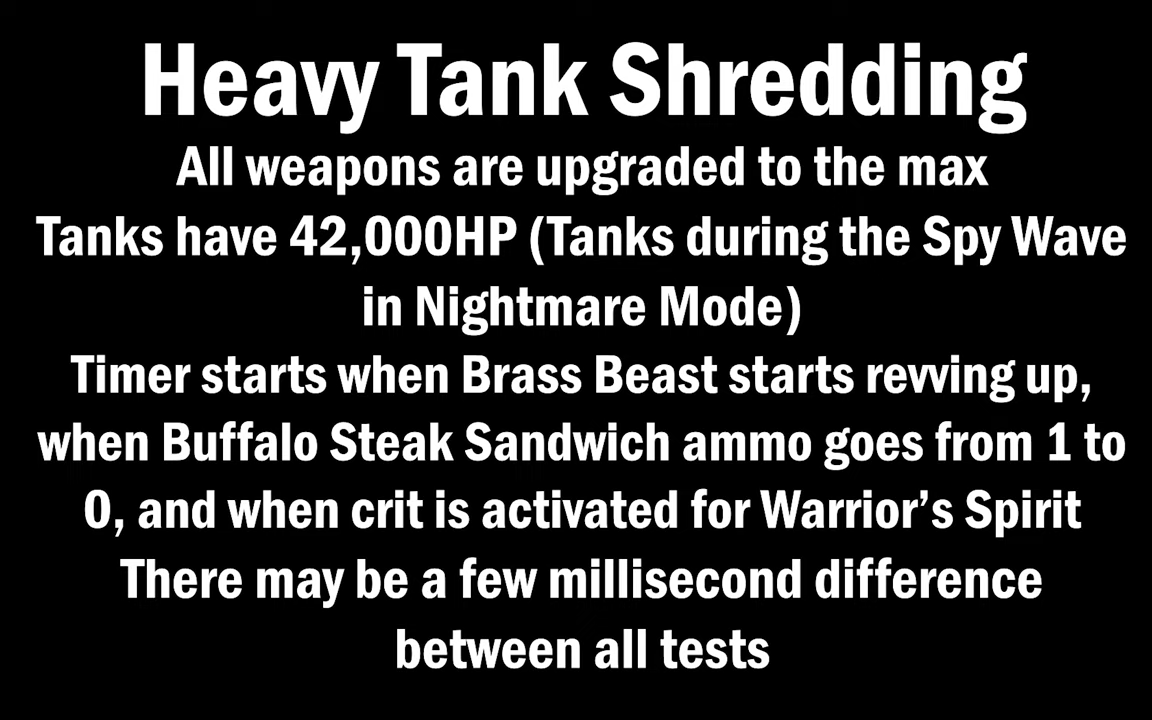 Heavy Tank Shredding
All weapons are upgraded to the max
Tanks have 42,000HP (Tanks during the Spy Wave
in Nightmare Mode)
Timer starts when Brass Beast starts revving up,
when Buffalo Steak Sandwich ammo goes from 1 to
0, and when crit is activated for Warrior’s Spirit
There may be a few millisecond difference
between all tests